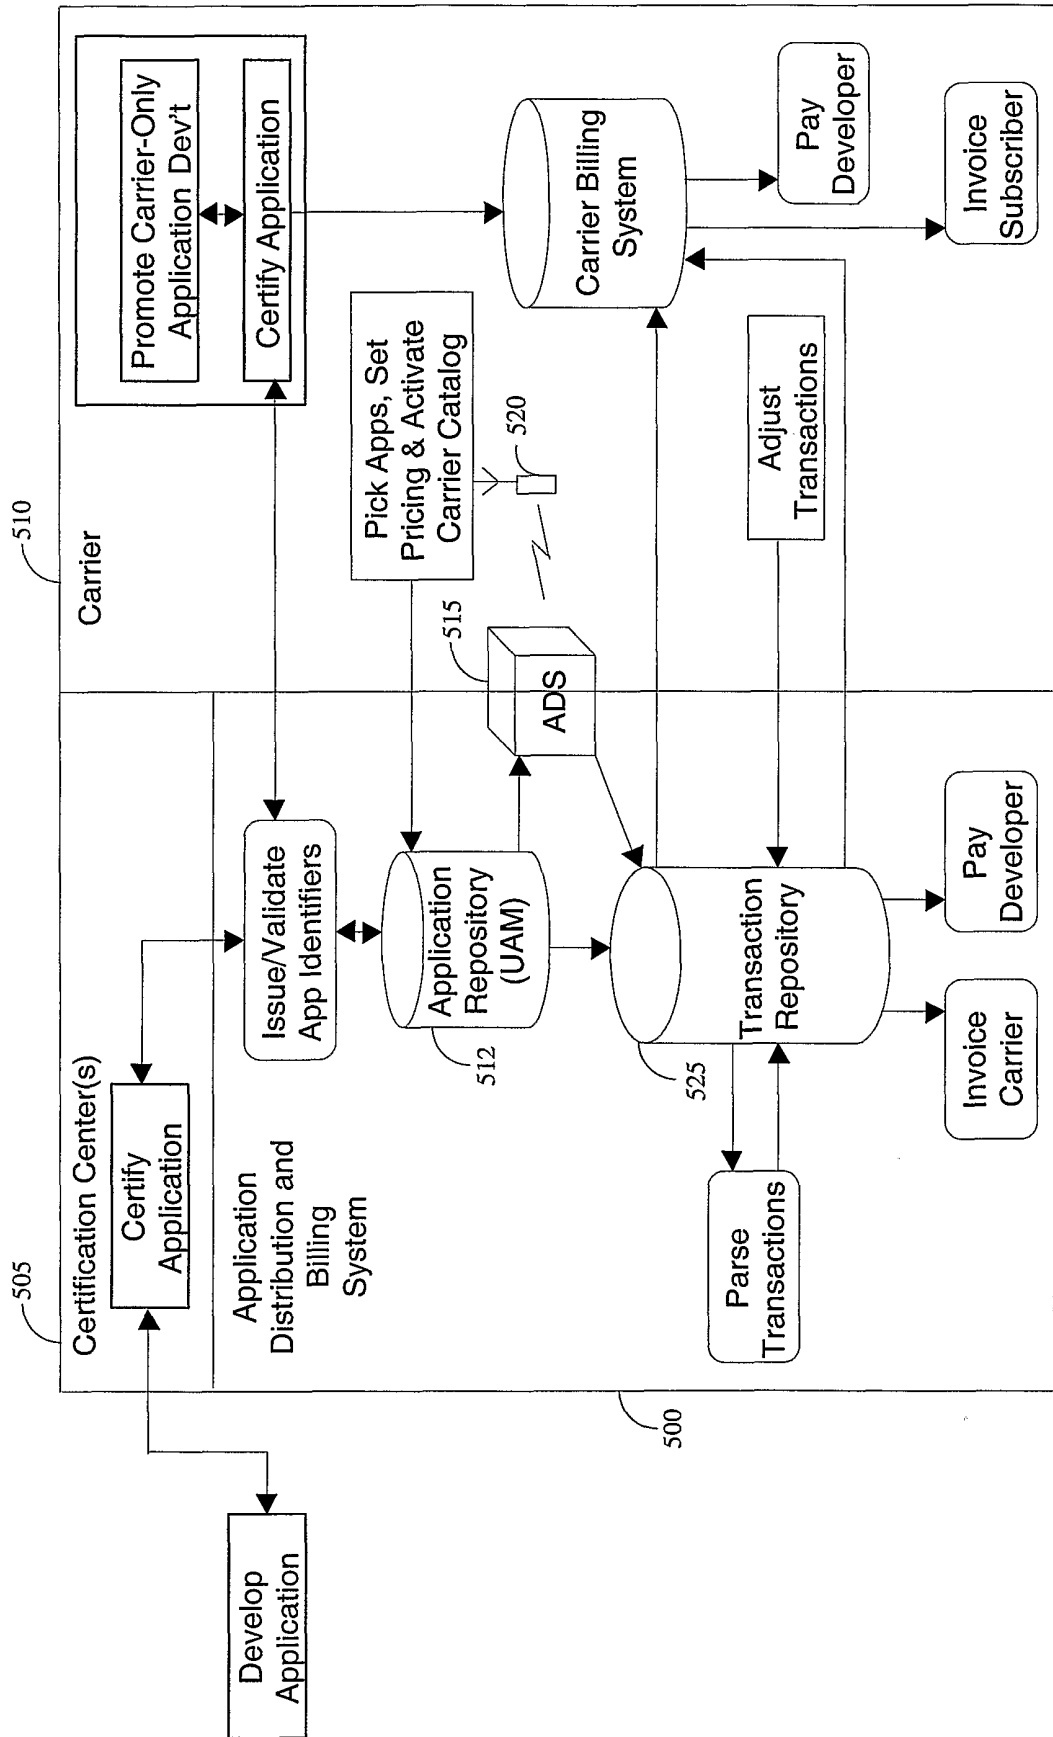 505
Certification Center(s)
Certify
Application
510
Carrier
Promote Carrier-Only
Application Dev't
Certify Application
Develop
Application
Application
Distribution and
Billing
System
500
Issue/Validate
App Identifiers
Pick Apps, Set
Pricing & Activate
Carrier Catalog
520
Application
Repository
(UAM)
512
515
ADS
Carrier Billing
System
Transaction
Repository
525
Parse
Transactions
Adjust
Transactions
Invoice
Carrier
Pay
Developer
Pay
Developer
Invoice
Subscriber